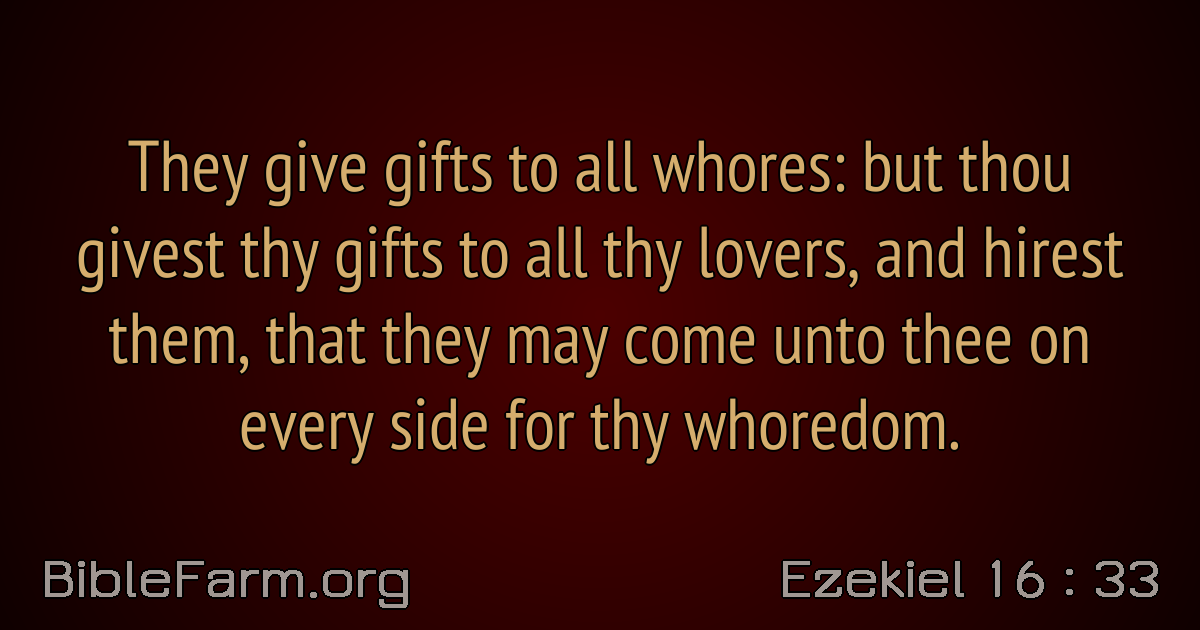 They give gifts to all whores: but thou
givest thy gifts to all thy lovers, and hirest
them, that they may come unto thee on
every side for thy whoredom.
BibleFarm.org
Ezekiel 16 : 33